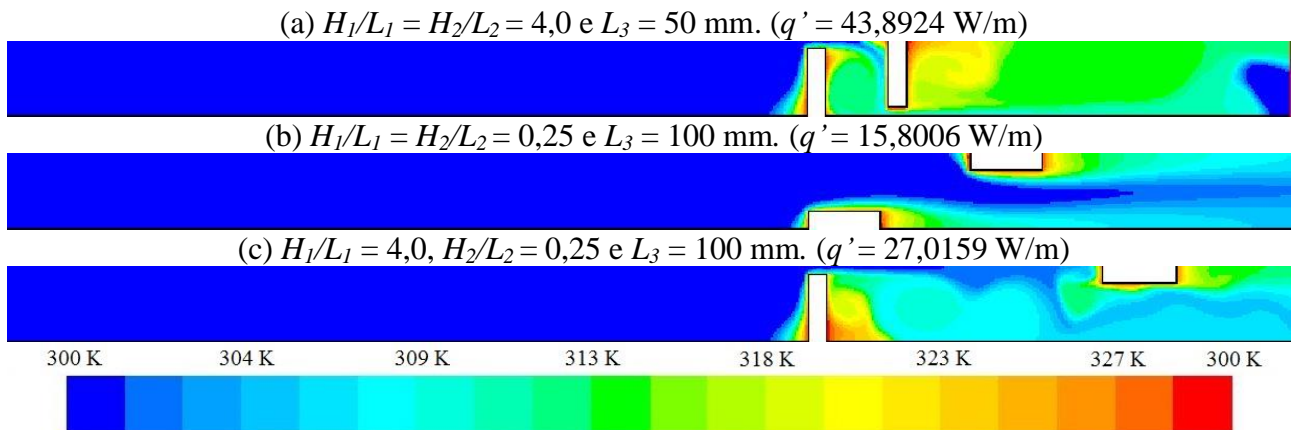 (a) H1/L1 = H2/L2 = 4,0 e L3 = 50 mm. (q’ = 43,8924 W/m)
(b) H1/L1 = H2/L2 = 0,25 e L3 = 100 mm. (q’ = 15,8006 W/m)
(c) H1/L1 = 4,0, H2/L2 = 0,25 e L3 = 100 mm. (q’ = 27,0159 W/m)
300 K 304 K 309 K 313 K 318 K 323 K 327 K 300 K